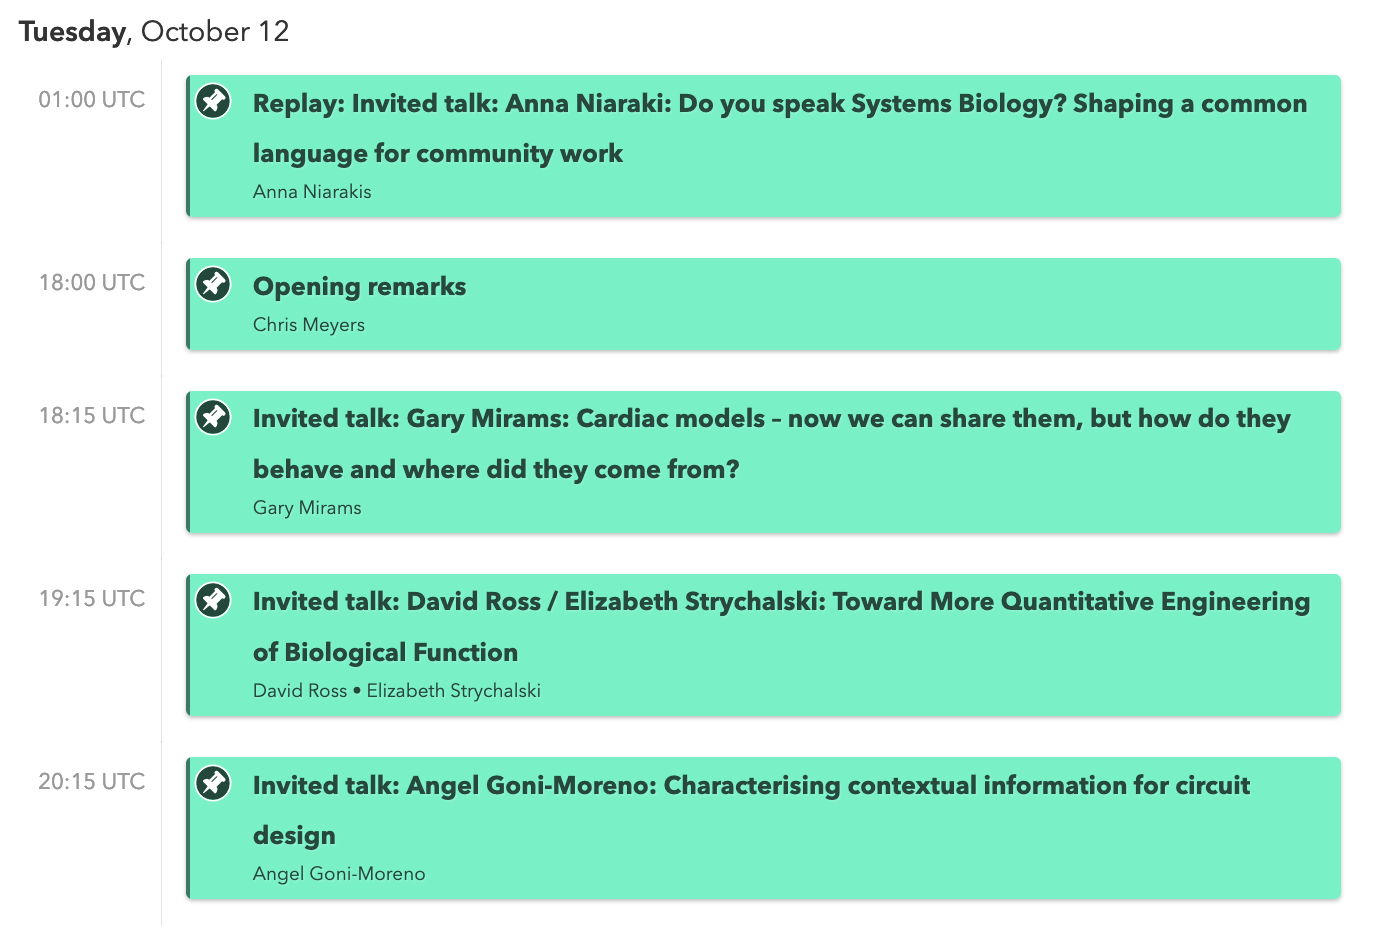 Tuesday, October 12
01:00 UTC
Replay: Invited talk: Anna Niaraki: Do you speak Systems Biology? Shaping a common
language for community work
Anna Niarakis
18:00 UTC
Opening remarks
Chris Meyers
18:15 UTC
Invited talk: Gary Mirams: Cardiac models – now we can share them, but how do they
behave and where did they come from?
Gary Mirams
19:15 UTC
Invited talk: David Ross / Elizabeth Strychalski: Toward More Quantitative Engineering
of Biological Function
David Ross • Elizabeth Strychalski
20:15 UTC
Invited talk: Angel Goni-Moreno: Characterising contextual information for circuit
design
Angel Goni-Moreno